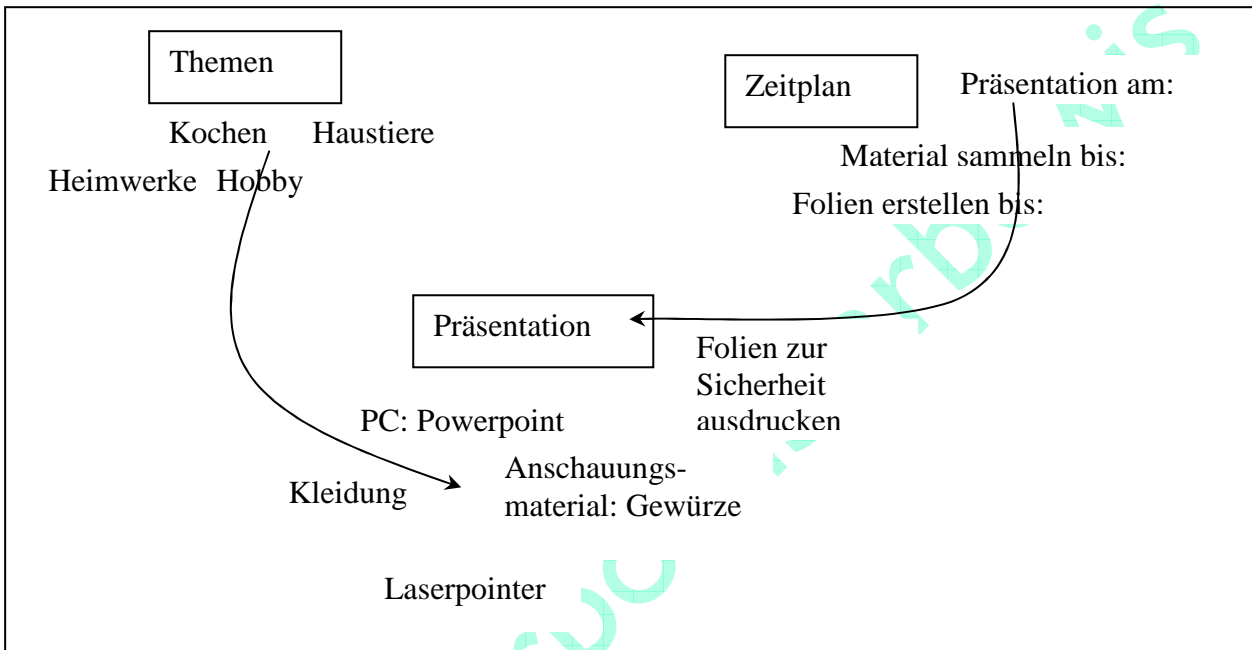 Themen
Kochen Haustiere
Heimwerke Hobby
Zeitplan
Präsentation am:
Material sammeln bis:
Folien erstellen bis:
Präsentation
Folien zur
Sicherheit
ausdrucken
PC: Powerpoint
Kleidung
Anschauungs-
material: Gewürze
Laserpointer